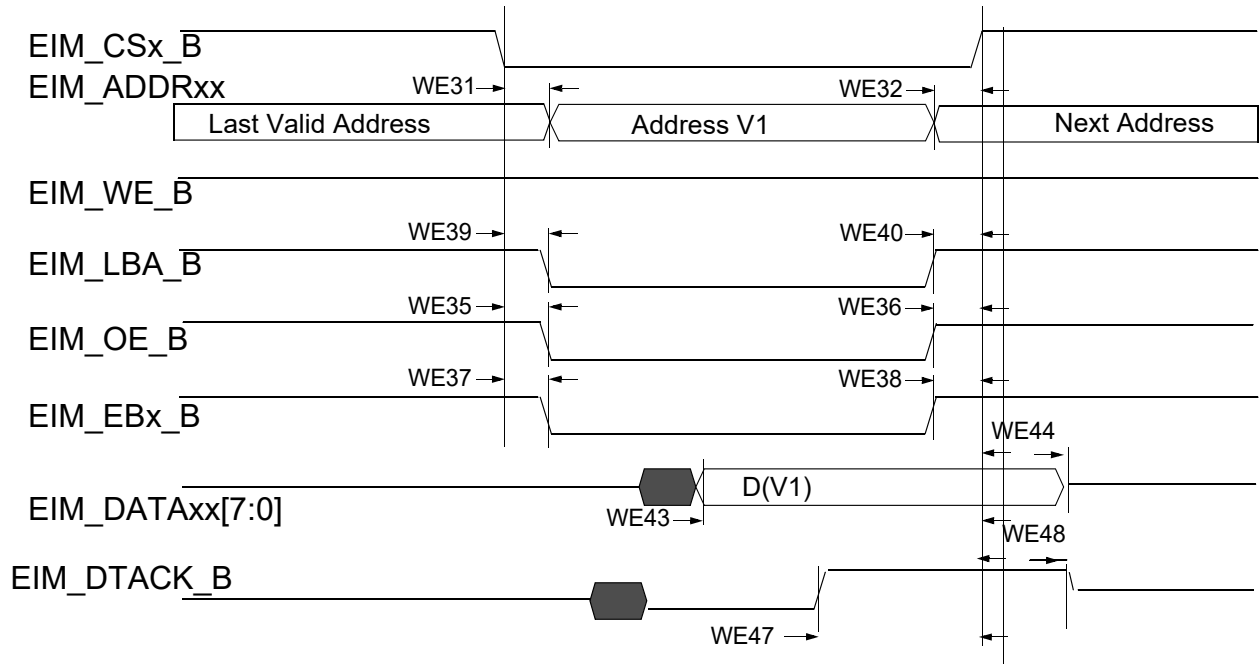 EIM_CSx_B
EIM_ADDRxx
WE31
WE32
Last Valid Address
Address V1
Next Address
EIM_WE_B
WE39
WE40
EIM_LBA_B
WE35
WE36
EIM_OE_B
WE37
WE38
EIM_EBx_B
WE44
D(V1)
EIM_DATAxx[7:0]
WE43
WE48
EIM_DTACK_B
WE47